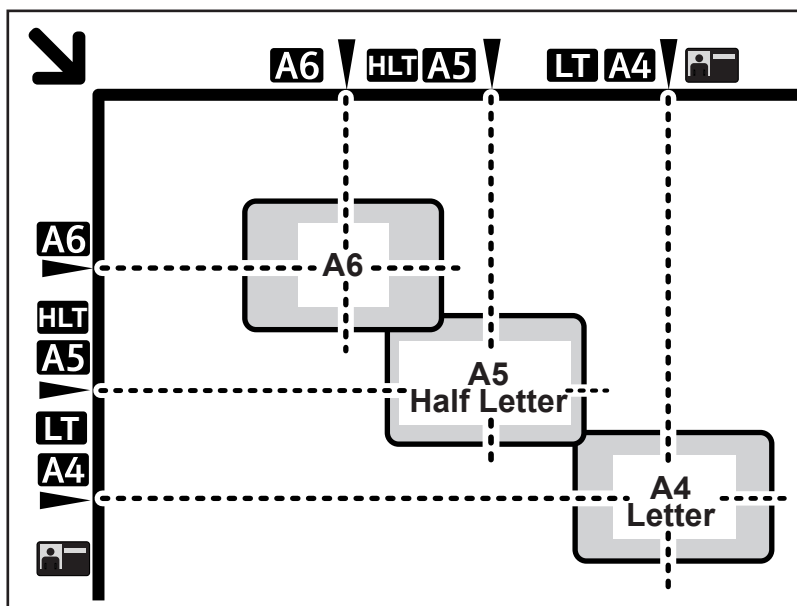 A6 HLT A5 LT A4
A6
A6
HLT
A5
A5
Half Letter
LT
A4
A4
Letter